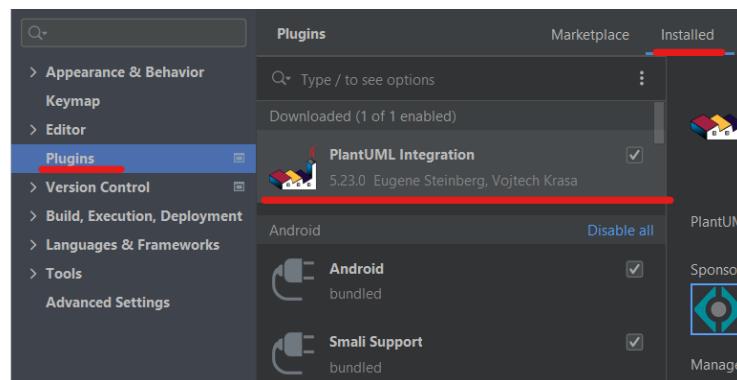 Appearance & Behavior
Keymap
Editor
Plugins
Version Control
Build, Execution, Deployment
Languages & Frameworks
Tools
Advanced Settings
Plugins
Marketplace
Installed
Type / to see options
Downloaded (1 of 1 enabled)
PlantUML Integration
5.23.0 Eugene Steinberg, Vojtech Krasa
Android
Disable all
Android
bundled
Smali Support
bundled
PlantUM
Sponso
Manage